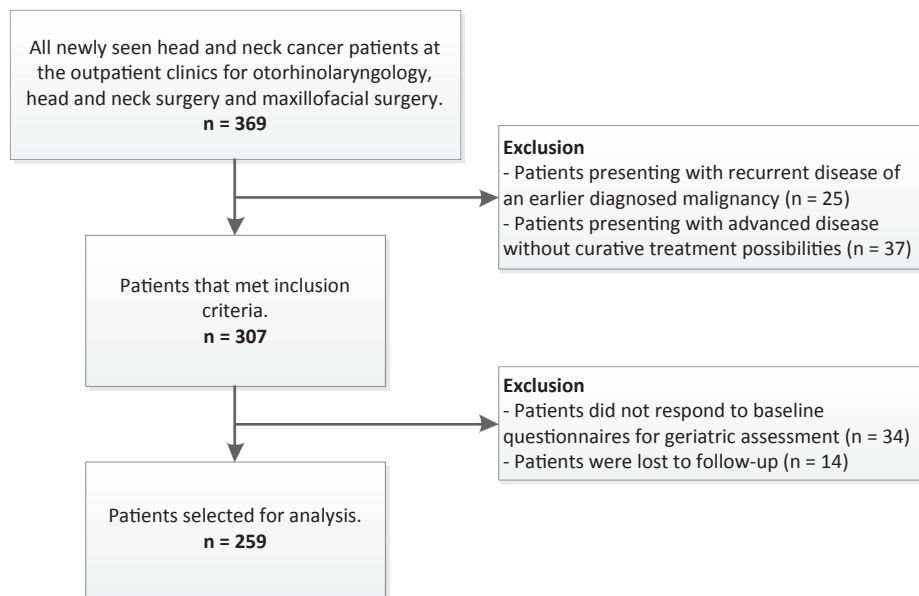 All newly seen head and neck cancer patients at
the outpatient clinics for otorhinolaryngology,
head and neck surgery and maxillofacial surgery.
n = 369
Exclusion
- Patients presenting with recurrent disease of
an earlier diagnosed malignancy (n = 25)
- Patients presenting with advanced disease
without curative treatment possibilities (n = 37)
Patients that met inclusion
criteria.
n = 307
Exclusion
- Patients did not respond to baseline
questionnaires for geriatric assessment (n = 34)
- Patients were lost to follow-up (n = 14)
Patients selected for analysis.
n = 259